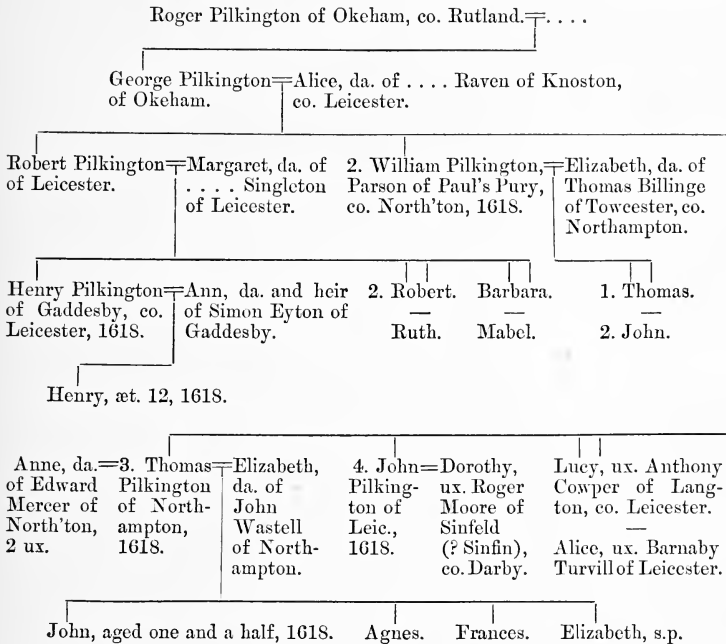 Roger Pilkington of Okeham, co. Rutland.=. . . .
George Pilkington=Alice, da. of . . . . Raven of Knoston,
of Okeham. co. Leicester.
Robert Pilkington=Margaret, da. of 2. William Pilkington,=Elizabeth, da. of
of Leicester. . . . . Singleton Parson of Paul's Pury, Thomas Billinge
of Leicester. co. North'ton, 1618. of Towcester, co.
Northampton.
Henry Pilkington=Ann, da. and heir 2. Robert. Barbara. 1. Thomas.
of Gaddesby, co. of Simon Eyton of — — —
Leicester, 1618. Gaddesby. Ruth. Mabel. 2. John.
Henry, æt. 12, 1618.
Anne, da.=3. Thomas=Elizabeth, 4. John=Dorothy, Lucy, ux. Anthony
of Edward Pilkington da. of Pilking- ux. Roger Cowper of Lang-
Mercer of of North- John ton of Moore of ton, co. Leicester.
North'ton, ampton, Wastell Leic., Sinfeld —
2 ux. 1618. of North- 1618. (? Sinfin), Alice, ux. Barnaby
ampton. co. Darby. Turvill of Leicester.
John, aged one and a half, 1618. Agnes. Frances. Elizabeth, s.p.